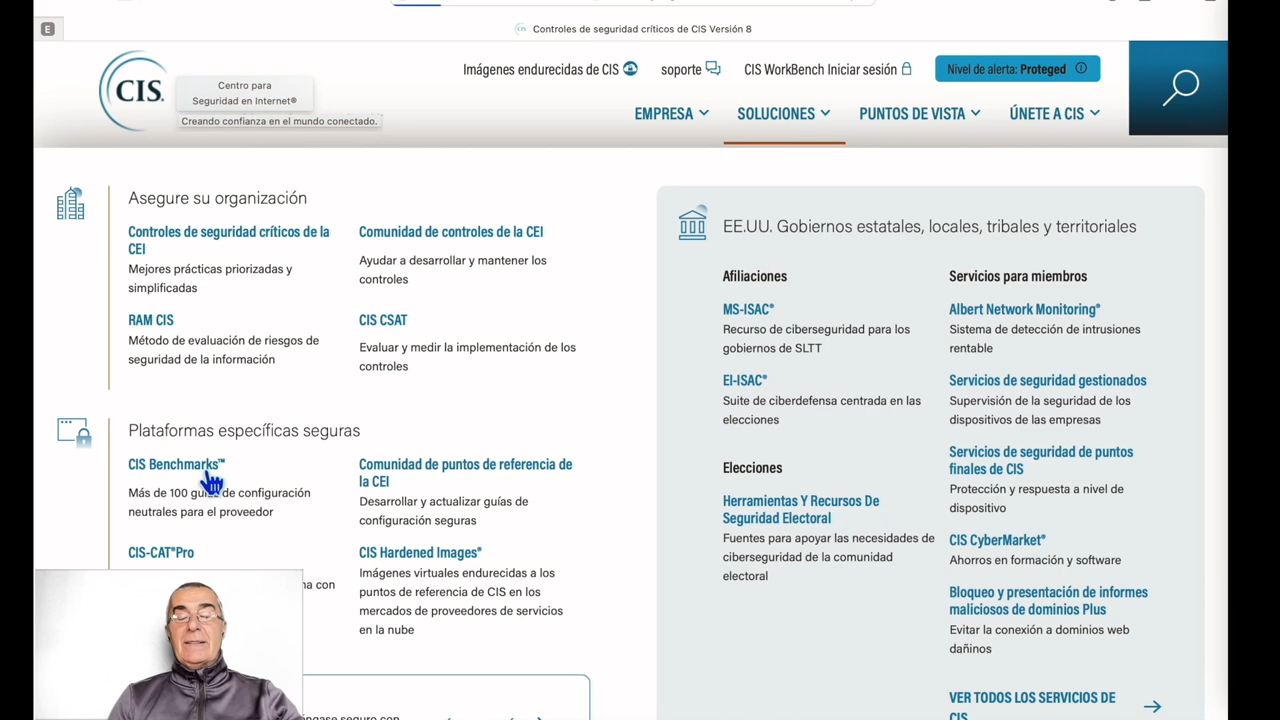 E
Controles de seguridad críticos de CIS Versión 8
CIS.
Centro para
Seguridad en Internet®
Creando confianza en el mundo conectado.
Imágenes endurecidas de CIS
soporte
CIS WorkBench Iniciar sesión
Nivel de alerta: Proteged
EMPRESA
SOLUCIONES
PUNTOS DE VISTA
ÚNETE A CIS
Asegure su organización
Controles de seguridad críticos de la
CEI
Mejores prácticas priorizadas y
simplificadas
Comunidad de controles de la CEI
Ayudar a desarrollar y mantener los
controles
RAM CIS
Método de evaluación de riesgos de
seguridad de la información
CIS CSAT
Evaluar y medir la implementación de los
controles
Plataformas específicas seguras
CIS Benchmarks™
Más de 100 guías de configuración
neutrales para el proveedor
Comunidad de puntos de referencia de
la CEI
Desarrollar y actualizar guías de
configuración seguras
CIS-CAT®Pro
con
CIS Hardened Images®
Imágenes virtuales endurecidas a los
puntos de referencia de CIS en los
mercados de proveedores de servicios
en la nube
seguro con
EE.UU. Gobiernos estatales, locales, tribales y territoriales
Afiliaciones
MS-ISAC®
Recurso de ciberseguridad para los
gobiernos de SLTT
EI-ISAC®
Suite de ciberdefensa centrada en las
elecciones
Elecciones
Herramientas Y Recursos De
Seguridad Electoral
Fuentes para apoyar las necesidades de
ciberseguridad de la comunidad
electoral
Servicios para miembros
Albert Network Monitoring®
Sistema de detección de intrusiones
rentable
Servicios de seguridad gestionados
Supervisión de la seguridad de los
dispositivos de las empresas
Servicios de seguridad de puntos
finales de CIS
Protección y respuesta a nivel de
dispositivo
CIS CyberMarket®
Ahorros en formación y software
Bloqueo y presentación de informes
maliciosos de dominios Plus
Evitar la conexión a dominios web
dañinos
VER TODOS LOS SERVICIOS DE
CIS